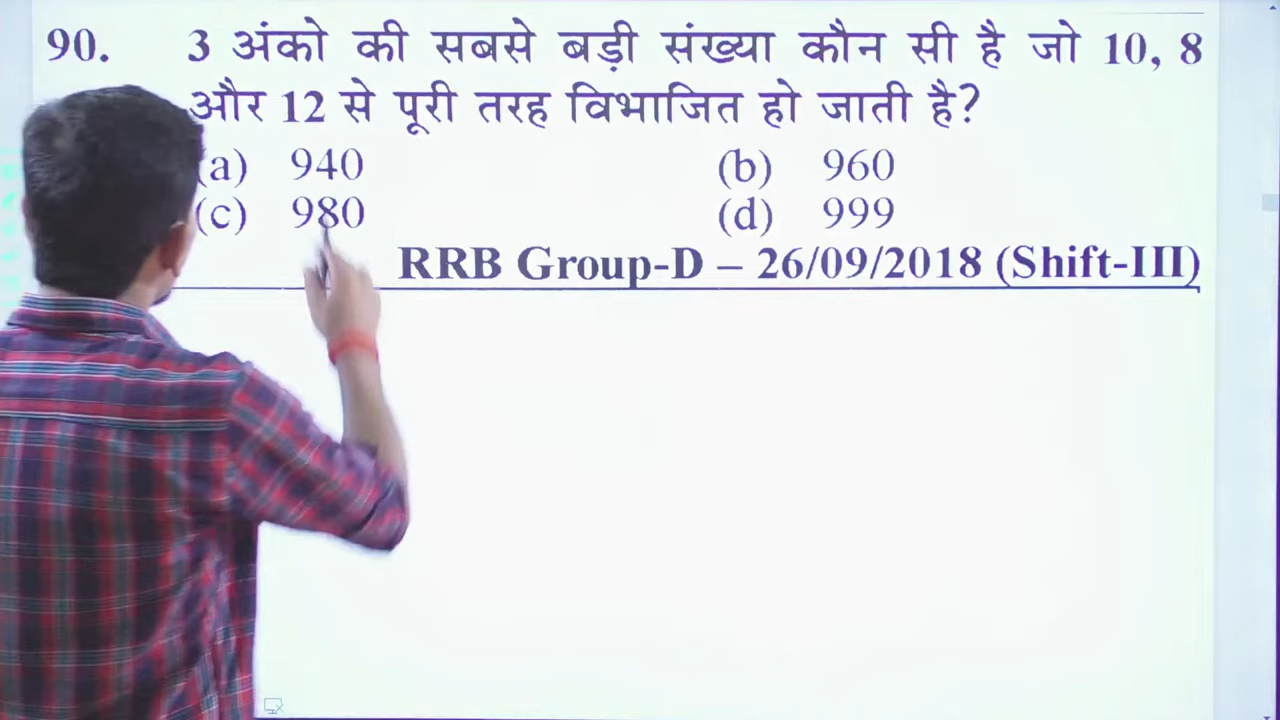 90. 3 अंको की सबसे बड़ी संख्या कौन सी है जो 10, 8
और 12 से पूरी तरह विभाजित हो जाती है?
(a) 940 (b) 960
(c) 980 (d) 999
RRB Group-D – 26/09/2018 (Shift-III)